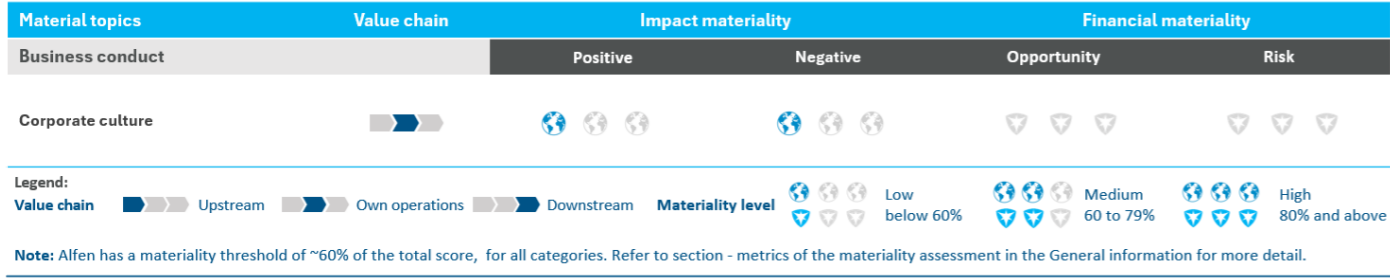 Material topics Value chain Impact materiality Financial materiality
Business conduct Positive Negative Opportunity Risk
Corporate culture
Legend:
Value chain Upstream Own operations Downstream Materiality level Low below 60% Medium 60 to 79% High 80% and above
Note: Alfen has a materiality threshold of ~60% of the total score, for all categories. Refer to section - metrics of the materiality assessment in the General information for more detail.